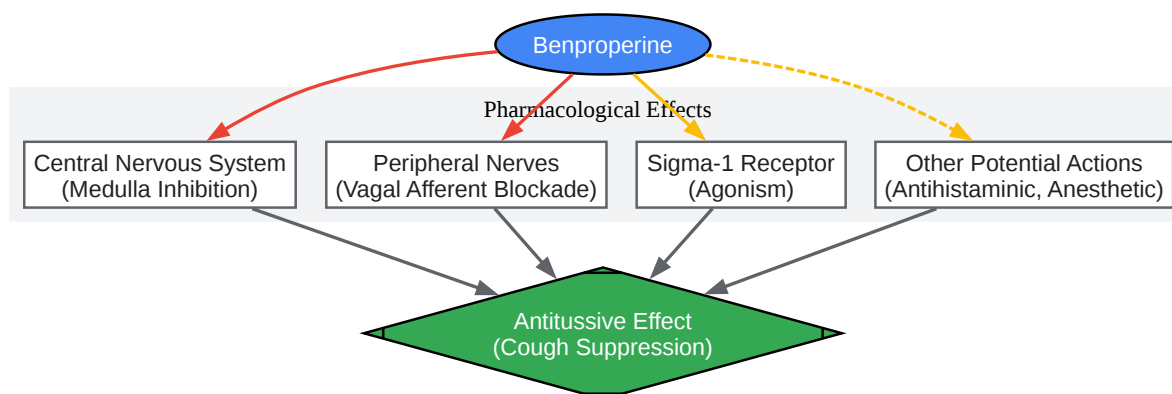 Benproperine
Pharmacological Effects
Central Nervous System
(Medulla Inhibition)
Peripheral Nerves
(Vagal Afferent Blockade)
Sigma-1 Receptor
(Agonism)
Other Potential Actions
(Antihistaminic, Anesthetic)
Antitussive Effect
(Cough Suppression)